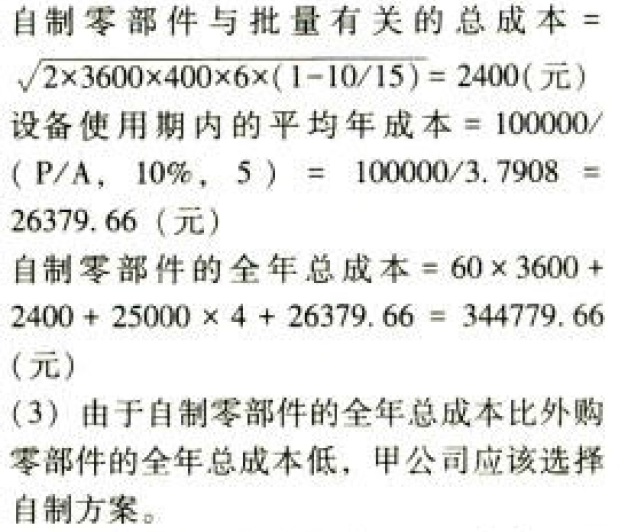 自制零部件与批量有关的总成本=
√2×3600×400×6×(1-10/15)=2400(元)
设备使用期内的平均年成本=100000/
(P/A, 10%, 5) = 100000/3.7908 =
26379.66 (元)
自制零部件的全年总成本=60×3600+
2400+25000×4+26379.66=344779.66
(元)
(3) 由于自制零部件的全年总成本比外购
零部件的全年总成本低，甲公司应该选择
自制方案。